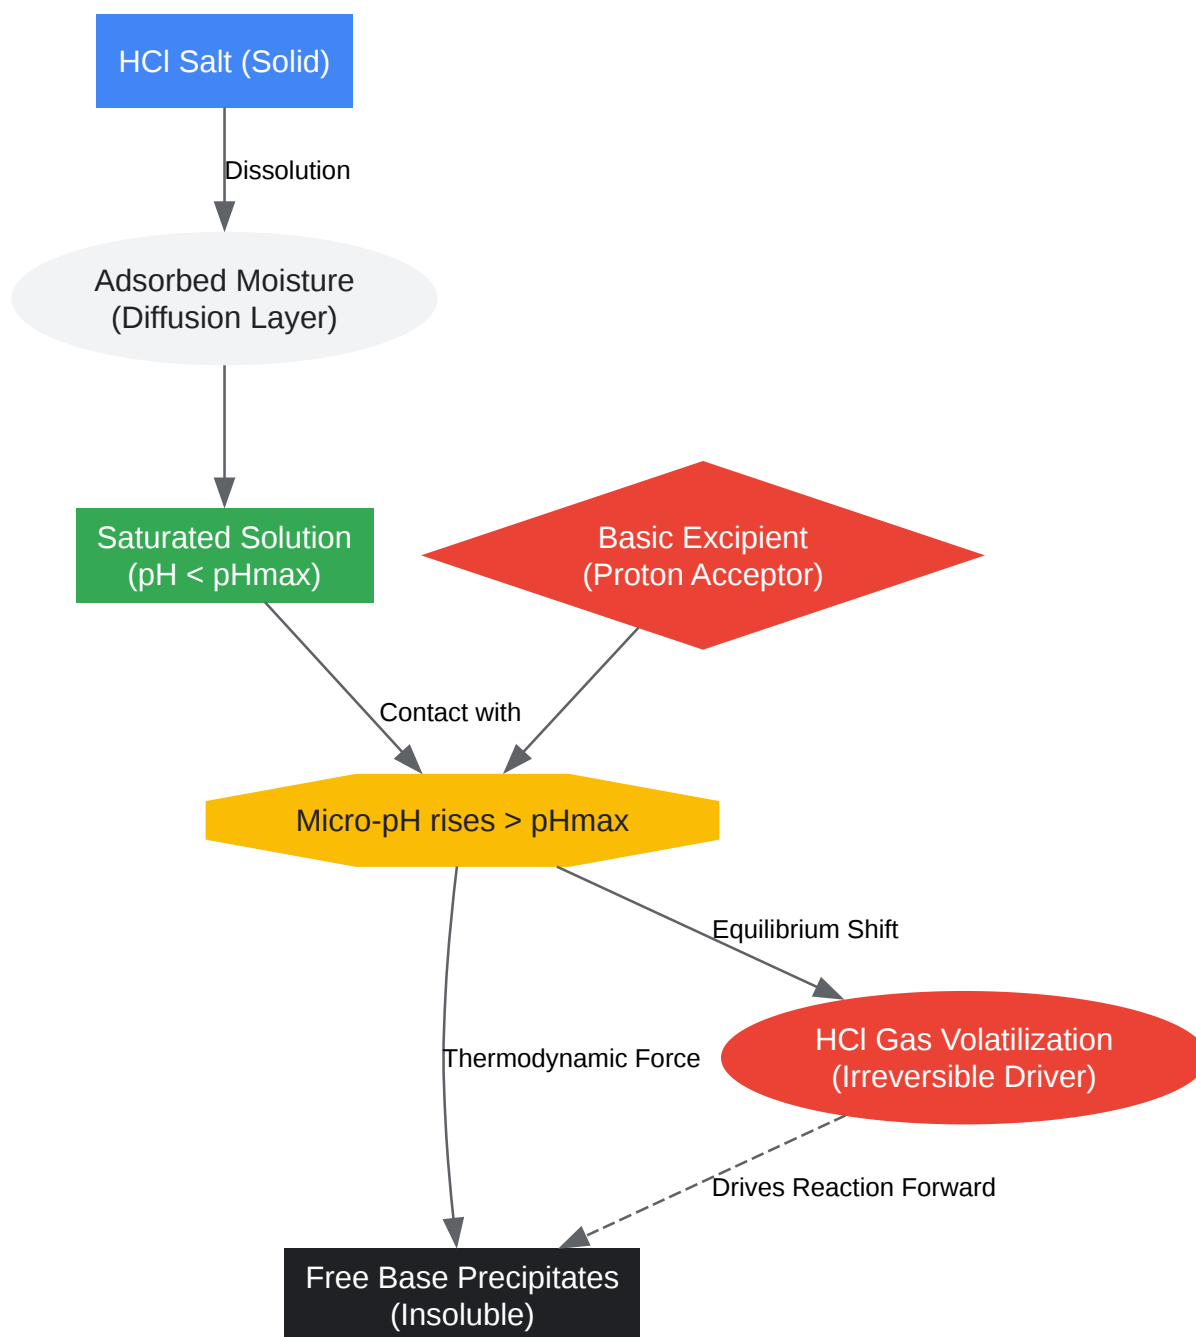 HCl Salt (Solid)
Dissolution
Adsorbed Moisture
(Diffusion Layer)
Saturated Solution
(pH < pHmax)
Basic Excipient
(Proton Acceptor)
Contact with
Micro-pH rises > pHmax
Equilibrium Shift
HCl Gas Volatilization
(Irreversible Driver)
Thermodynamic Force
Drives Reaction Forward
Free Base Precipitates
(Insoluble)